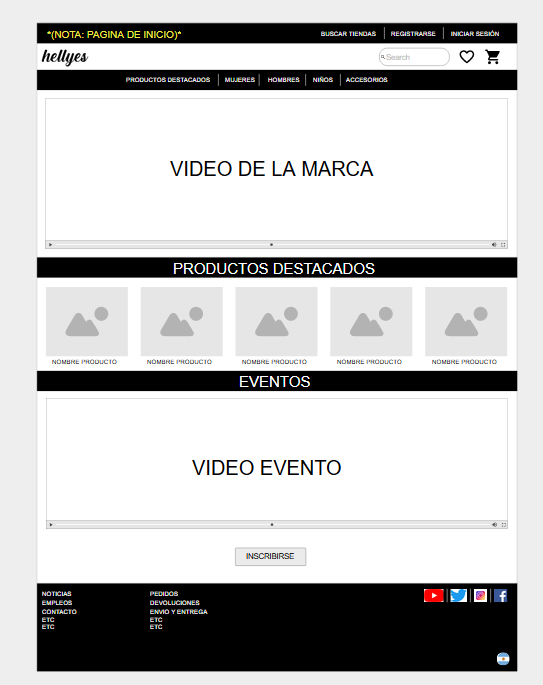 *(NOTA: PAGINA DE INICIO)*
BUSCAR TIENDAS
REGISTRARSE
INICIAR SESIÓN
hellyes
Search
PRODUCTOS DESTACADOS
MUJERES
HOMBRES
NIÑOS
ACCESORIOS
VIDEO DE LA MARCA
PRODUCTOS DESTACADOS
NOMBRE PRODUCTO
NOMBRE PRODUCTO
NOMBRE PRODUCTO
NOMBRE PRODUCTO
NOMBRE PRODUCTO
EVENTOS
VIDEO EVENTO
INSCRIBIRSE
NOTICIAS
EMPLEOS
CONTACTO
ETC
ETC
PEDIDOS
DEVOLUCIONES
ENVIO Y ENTREGA
ETC
ETC